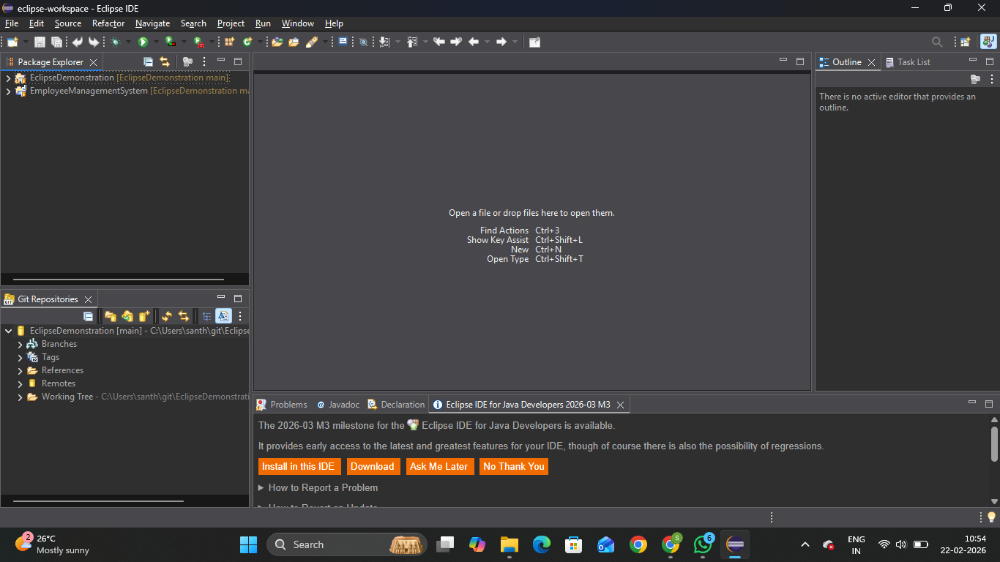 eclipse-workspace - Eclipse IDE
File Edit Source Refactor Navigate Search Project Run Window Help
Package Explorer
EclipseDemonstration [EclipseDemonstration main]
EmployeeManagementSystem [EclipseDemonstration ma
Open a file or drop files here to open them.
Find Actions Ctrl+3
Show Key Assist Ctrl+Shift+L
New Ctrl+N
Open Type Ctrl+Shift+T
Outline Task List
There is no active editor that provides an
outline.
Git Repositories
EclipseDemonstration [main] - C:\Users\santh\git\Eclipse
Branches
Tags
References
Remotes
Working Tree - C:\Users\santh\git\EclipseDemonstrati
Problems Javadoc Declaration Eclipse IDE for Java Developers 2026-03 M3
The 2026-03 M3 milestone for the Eclipse IDE for Java Developers is available.
It provides early access to the latest and greatest features for your IDE, though of course there is also the possibility of regressions.
Install in this IDE Download Ask Me Later No Thank You
How to Report a Problem
How to Revert an Update
2
26°C
Mostly sunny
Search
S
6
ENG
IN
10:54
22-02-2026